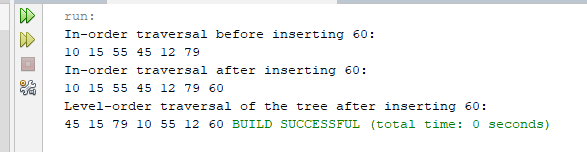 run:
In-order traversal before inserting 60:
10 15 55 45 12 79
In-order traversal after inserting 60:
10 15 55 45 12 79 60
Level-order traversal of the tree after inserting 60:
45 15 79 10 55 12 60 BUILD SUCCESSFUL (total time: 0 seconds)